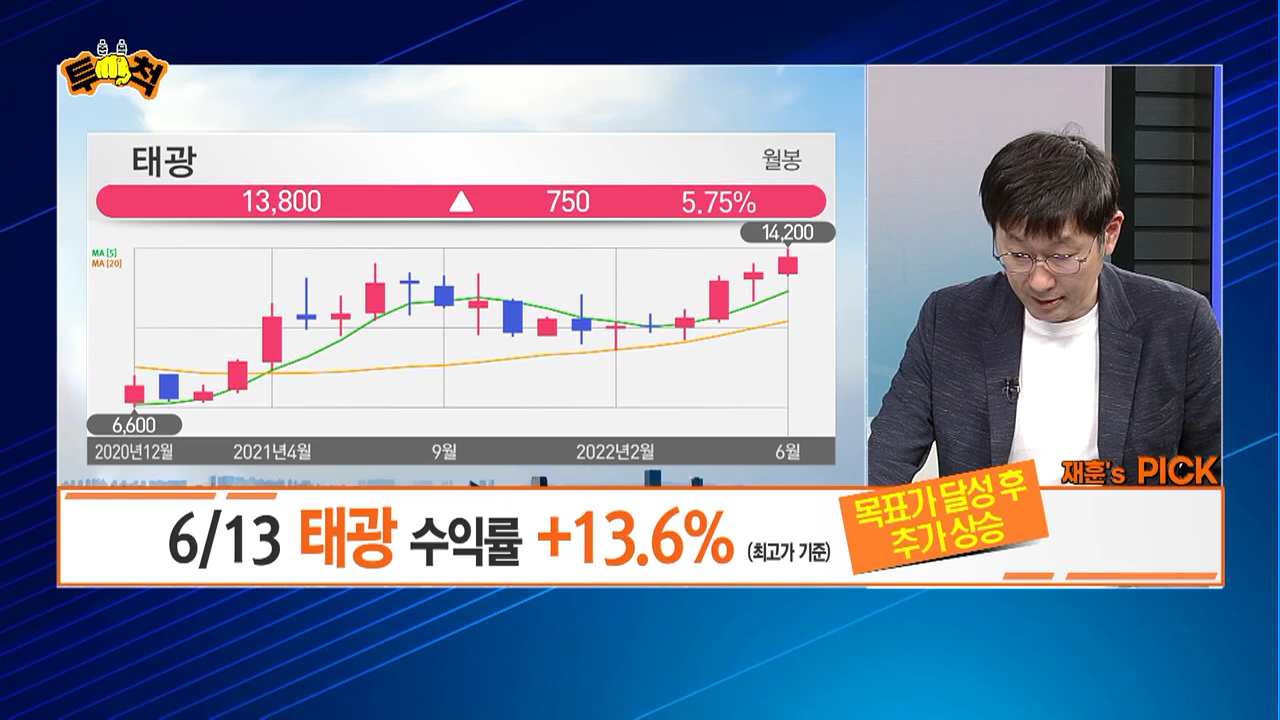 투척
태광
월봉
13,800 ▲ 750 5.75%
14,200
MA [5]
MA [20]
6,600
2020년12월 2021년4월 9월 2022년2월 6월
재훈's PICK
6/13 태광 수익률 +13.6% (최고가 기준)
목표가 달성 후
추가 상승